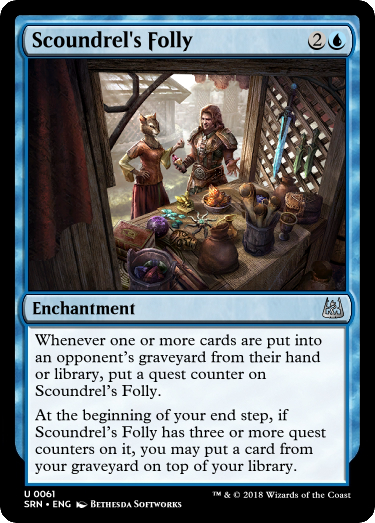 Scoundrel's Folly 2
Enchantment
Whenever one or more cards are put into
an opponent's graveyard from their hand
or library, put a quest counter on
Scoundrel's Folly.
At the beginning of your end step, if
Scoundrel's Folly has three or more quest
counters on it, you may put a card from
your graveyard on top of your library.
U 0061
SRN • ENG Bethesda Softworks
™ & © 2018 Wizards of the Coast